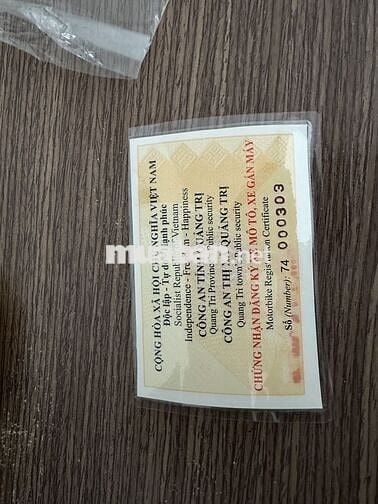 CỘNG HÒA XÃ HỘI CHỦ NGHĨA VIỆT NAM
Độc lập - Tự do - Hạnh phúc
Socialist Republic Vietnam
Independence - Freedom - Happiness
CÔNG AN TỈNH QUẢNG TRỊ
Quang Tri Province Public security
CÔNG AN THỊ XÃ QUẢNG TRỊ
Quang Tri town Public security
CHỨNG NHẬN ĐĂNG KÝ XE MÔ TÔ, XE GẮN MÁY
Motorbike Registration Certificate
Số (Number): 74 000303